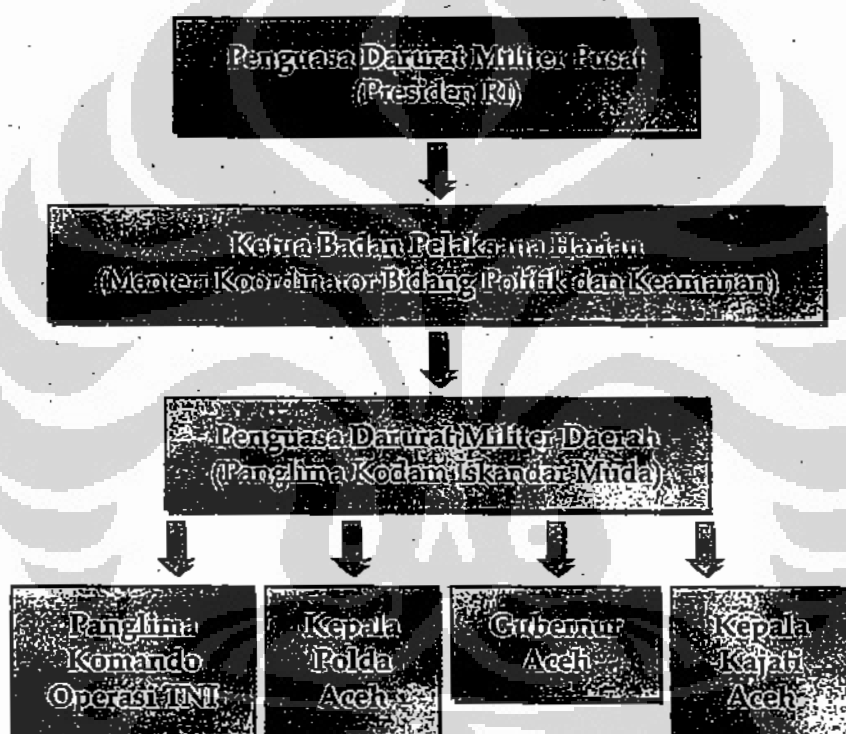 Penguasa Darurat Militer Pusat
(Presiden RI)
Ketua Badan Pelaksana Harian
(Menteri Koordinator Bidang Politik dan Keamanan)
Penguasa Darurat Militer Daerah
(Panglima Kodam Iskandar Muda)
Panglima
Komando
Operasi TNI
Kepala
Polda
Aceh
Gubernur
Aceh
Kepala
Kajati
Aceh